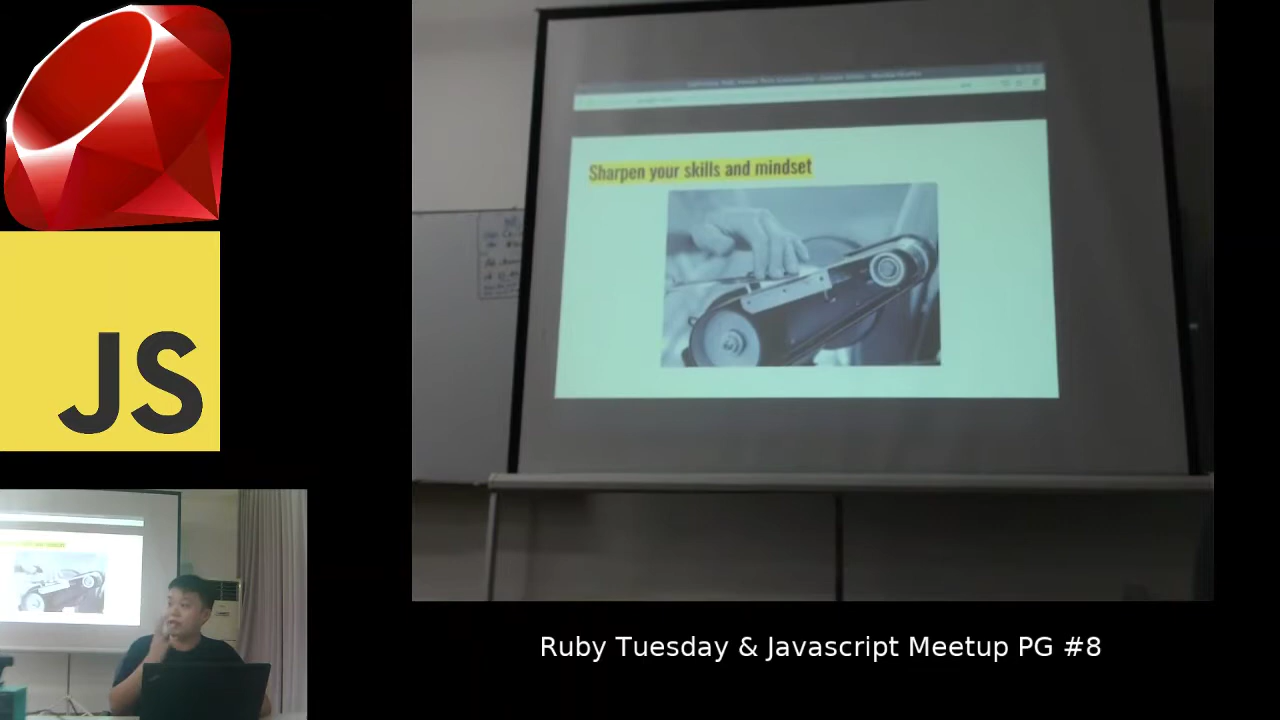 Sharpen your skills and mindset
JS
Ruby Tuesday & Javascript Meetup PG #8